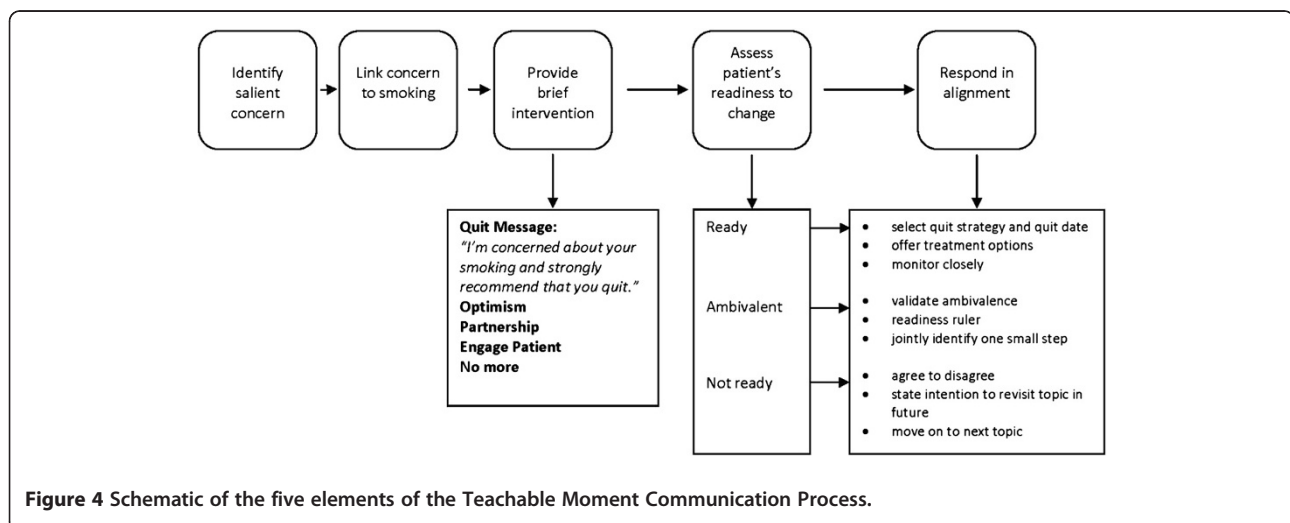 Identify
salient
concern
Link concern
to smoking
Provide
brief
intervention
Assess
patient's
readiness to
change
Respond in
alignment
Quit Message:
"I'm concerned about your
smoking and strongly
recommend that you quit."
Optimism
Partnership
Engage Patient
No more
Ready
Ambivalent
Not ready
• select quit strategy and quit date
• offer treatment options
• monitor closely
• validate ambivalence
• readiness ruler
• jointly identify one small step
• agree to disagree
• state intention to revisit topic in
future
• move on to next topic
Figure 4 Schematic of the five elements of the Teachable Moment Communication Process.